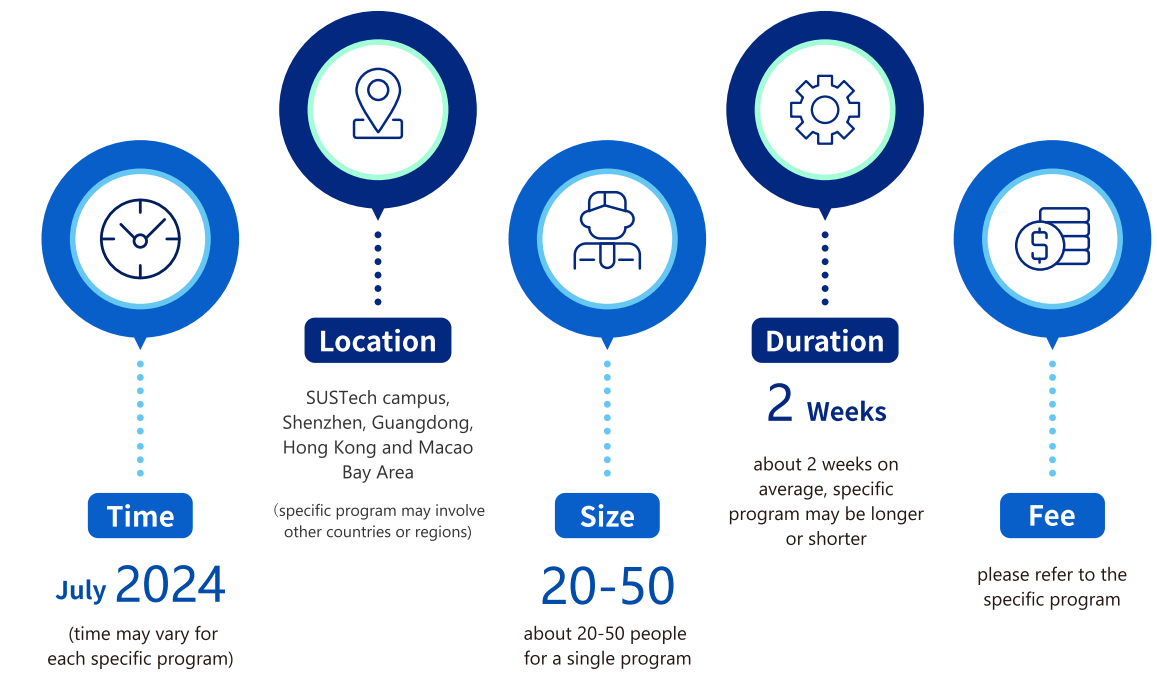 Time
July 2024
(time may vary for
each specific program)
Location
SUSTech campus,
Shenzhen, Guangdong,
Hong Kong and Macao
Bay Area
（specific program may involve
other countries or regions)
Size
20-50
about 20-50 people
for a single program
Duration
2 Weeks
about 2 weeks on
average, specific
program may be longer
or shorter
Fee
please refer to the
specific program